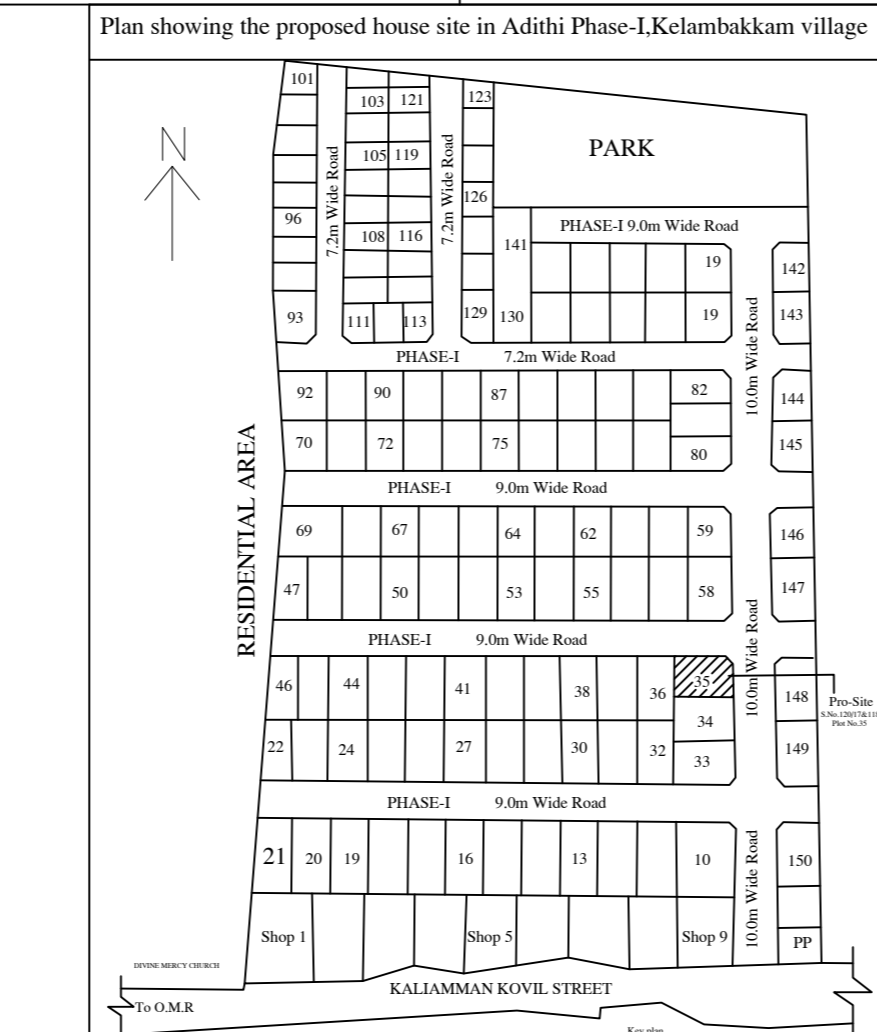 Plan showing the proposed house site in Adithi Phase-I,Kelambakkam village
N
101
103 121
123
105 119
126
96
108 116
93
111 113
129
7.2m Wide Road
7.2m Wide Road
PARK
PHASE-I 9.0m Wide Road
141
130
19
19
142
143
10.0m Wide Road
PHASE-I 7.2m Wide Road
92 90 87 82
70 72 75 80
144
145
RESIDENTIAL AREA
PHASE-I 9.0m Wide Road
69 67 64 62 59
47 50 53 55 58
146
147
PHASE-I 9.0m Wide Road
10.0m Wide Road
46 44 41 38 36 35
34
22 24 27 30 32 33
148
149
Pro-Site
Plot No.35
PHASE-I 9.0m Wide Road
21 20 19 16 13 10
150
10.0m Wide Road
Shop 1 Shop 5 Shop 9
PP
DIVINE MERCY CHURCH
KALIAMMAN KOVIL STREET
To O.M.R
Key plan